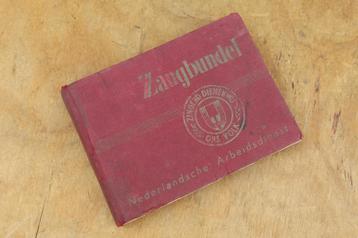 Zangbundel
ZINGEND DIENEN WIJ
ONS VOLK
Nederlandsche Arbeidsdienst